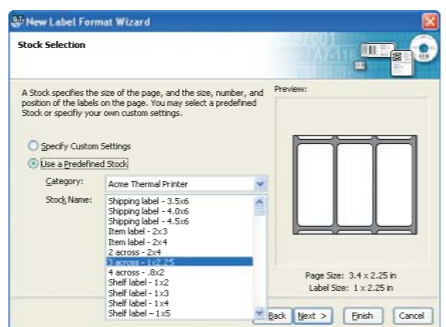 New Label Format Wizard
Stock Selection
A Stock specifies the size of the page, and the size, number, and
position of the labels on the page. You may select a predefined
Stock or specify your own custom settings.
Specify Custom Settings
Use a Predefined Stock
Category:
Acme Thermal Printer
Stock Name:
Shipping label - 3.5x6
Shipping label - 4.0x6
Shipping label - 4.5x6
Item label - 2x3
Item label - 2x4
2 across - 2x4
3 across - 1x2.25
4 across - .8x2
Shelf label - 1x2
Shelf label - 1x3
Shelf label - 1x4
Shelf label – 1x5
Preview:
Page Size: 3.4 x 2.25 in
Label Size: 1 x 2.25 in
Back
Next >
Finish
Cancel